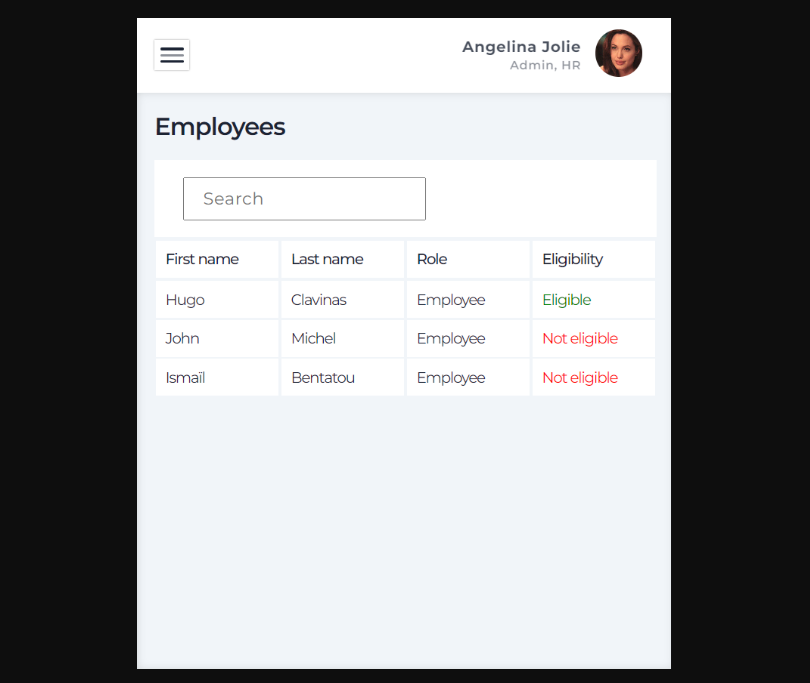 Angelina Jolie
Admin, HR
Employees
Search
First name Last name Role Eligibility
Hugo Clavinas Employee Eligible
John Michel Employee Not eligible
Ismaïl Bentatou Employee Not eligible